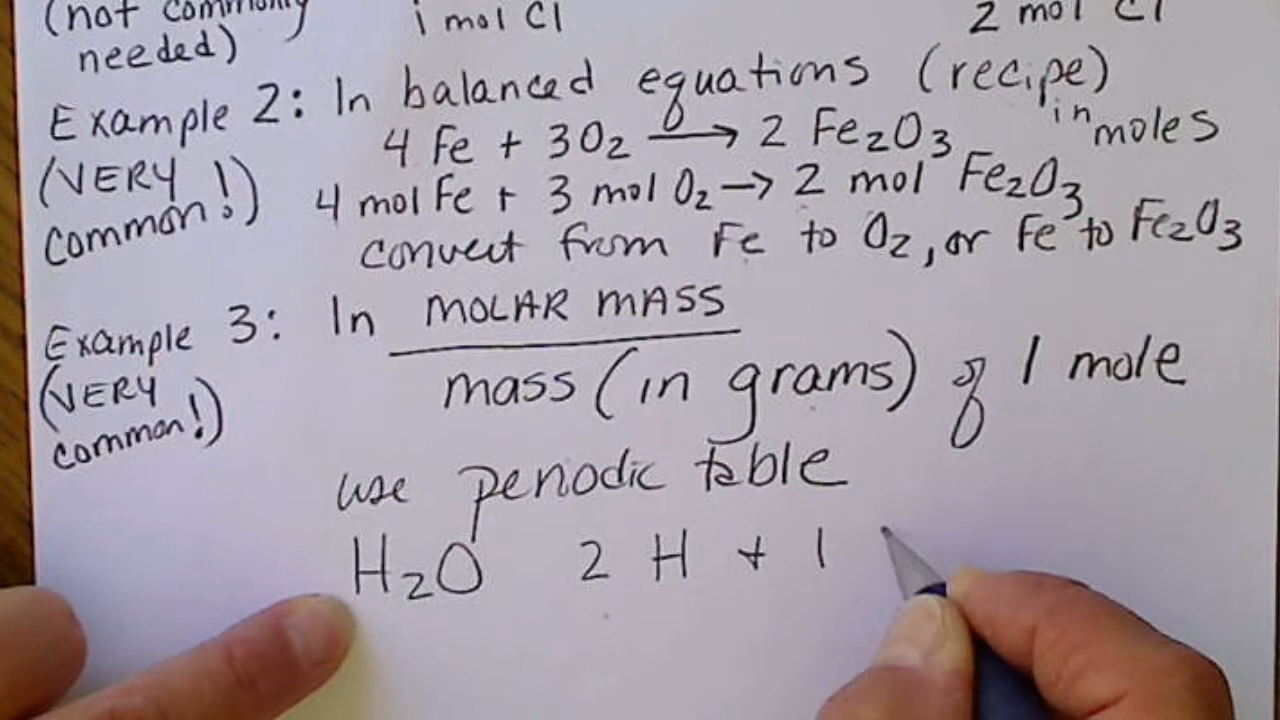 (not commonly
1 mol Cl
2 mol Cl
needed)
Example 2: In balanced equations (recipe)
in moles
4 Fe + 3O₂ → 2 Fe₂O₃
(VERY
common!)
4 mol Fe + 3 mol O₂ → 2 mol Fe₂O₃
convert from Fe to O₂, or Fe to Fe₂O₃
Example 3: In MOLAR MASS
(VERY
common!)
mass (in grams) of 1 mole
use periodic table
H₂O 2 H + 1